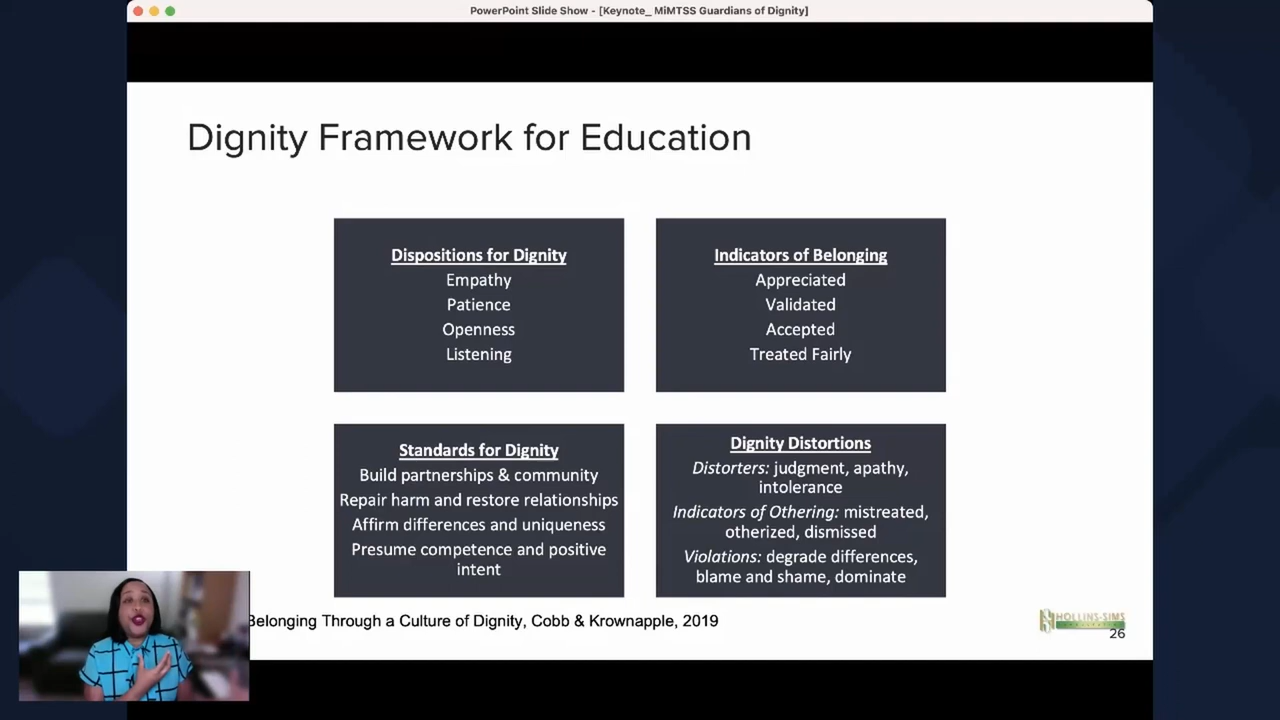 PowerPoint Slide Show - [Keynote_ MiMTSS Guardians of Dignity]
Dignity Framework for Education
Dispositions for Dignity
Empathy
Patience
Openness
Listening
Indicators of Belonging
Appreciated
Validated
Accepted
Treated Fairly
Standards for Dignity
Build partnerships & community
Repair harm and restore relationships
Affirm differences and uniqueness
Presume competence and positive
intent
Dignity Distortions
Distorters: judgment, apathy,
intolerance
Indicators of Othering: mistreated,
otherized, dismissed
Violations: degrade differences,
blame and shame, dominate
Belonging Through a Culture of Dignity, Cobb & Krownapple, 2019
HOLLINS-SIMS
26